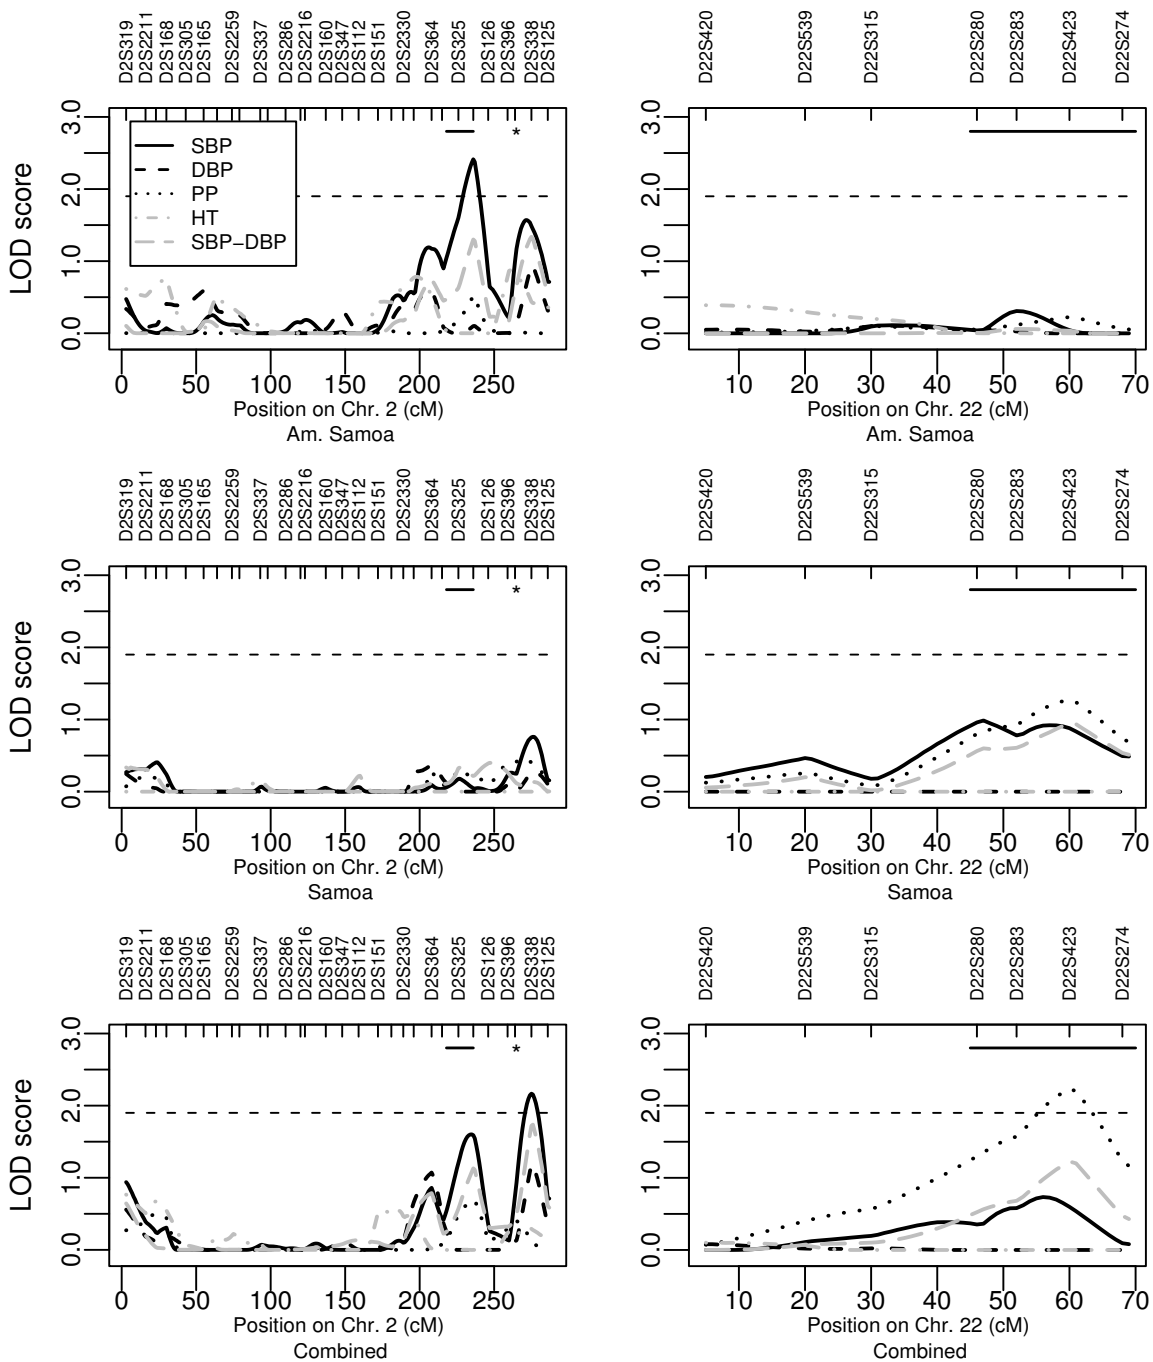 D2S319 D2S2211 D2S168 D2S305 D2S165 D2S2259 D2S337 D2S286 D2S2216 D2S160 D2S347 D2S112 D2S151 D2S2330 D2S364 D2S325 D2S126 D2S396 D2S338 D2S125
LOD score
3.0
2.0
1.0
0.0
*
SBP
DBP
PP
HT
SBP−DBP
0 50 100 150 200 250
Position on Chr. 2 (cM)
Am. Samoa
D22S420 D22S539 D22S315 D22S280 D22S283 D22S423 D22S274
3.0
2.0
1.0
0.0
10 20 30 40 50 60 70
Position on Chr. 22 (cM)
Am. Samoa
D2S319 D2S2211 D2S168 D2S305 D2S165 D2S2259 D2S337 D2S286 D2S2216 D2S160 D2S347 D2S112 D2S151 D2S2330 D2S364 D2S325 D2S126 D2S396 D2S338 D2S125
LOD score
3.0
2.0
1.0
0.0
*
0 50 100 150 200 250
Position on Chr. 2 (cM)
Samoa
D22S420 D22S539 D22S315 D22S280 D22S283 D22S423 D22S274
3.0
2.0
1.0
0.0
10 20 30 40 50 60 70
Position on Chr. 22 (cM)
Samoa
D2S319 D2S2211 D2S168 D2S305 D2S165 D2S2259 D2S337 D2S286 D2S2216 D2S160 D2S347 D2S112 D2S151 D2S2330 D2S364 D2S325 D2S126 D2S396 D2S338 D2S125
LOD score
3.0
2.0
1.0
0.0
*
0 50 100 150 200 250
Position on Chr. 2 (cM)
Combined
D22S420 D22S539 D22S315 D22S280 D22S283 D22S423 D22S274
3.0
2.0
1.0
0.0
10 20 30 40 50 60 70
Position on Chr. 22 (cM)
Combined